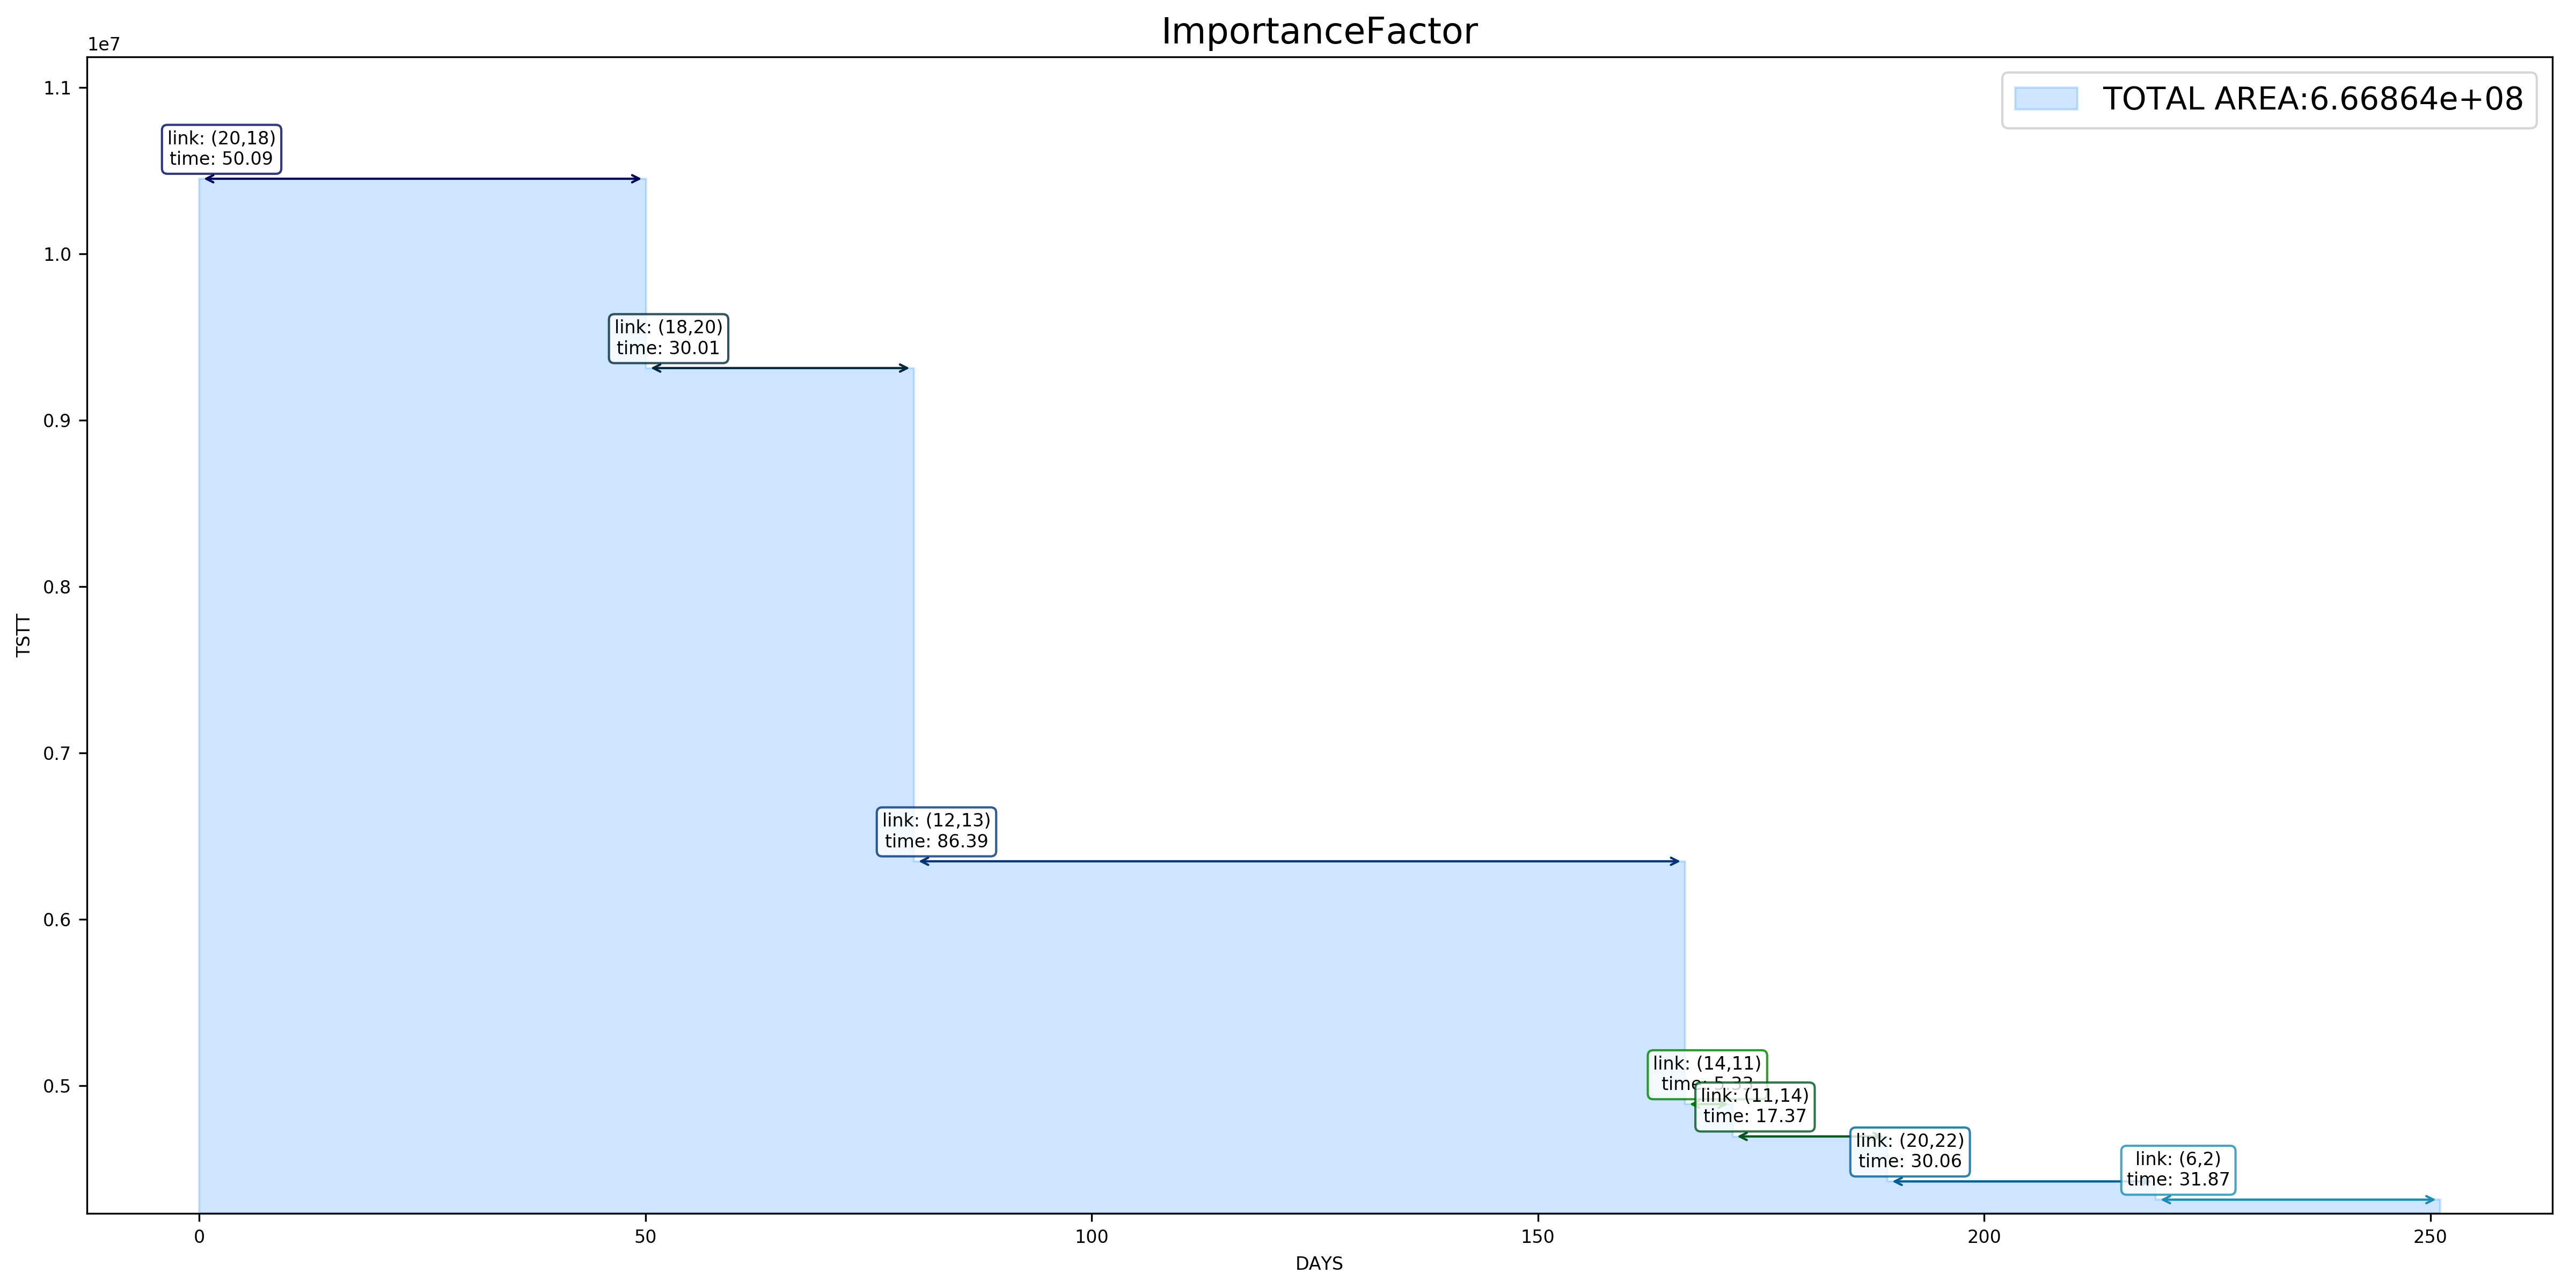 ImportanceFactor
1e7
1.1
1.0
0.9
0.8
0.7
0.6
0.5
TSTT
TOTAL AREA:6.66864e+08
link: (20,18)
time: 50.09
link: (18,20)
time: 30.01
link: (12,13)
time: 86.39
link: (14,11)
time: 5.33
link: (11,14)
time: 17.37
link: (20,22)
time: 30.06
link: (6,2)
time: 31.87
0
50
100
150
200
250
DAYS